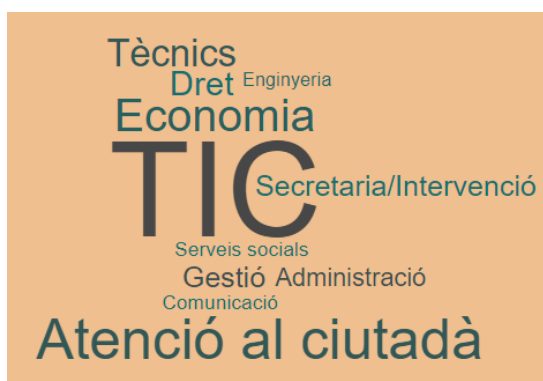 Tècnics
Dret Enginyeria
Economia
TIC
Secretaria/Intervenció
Serveis socials
Gestió Administració
Comunicació
Atenció al ciutadà